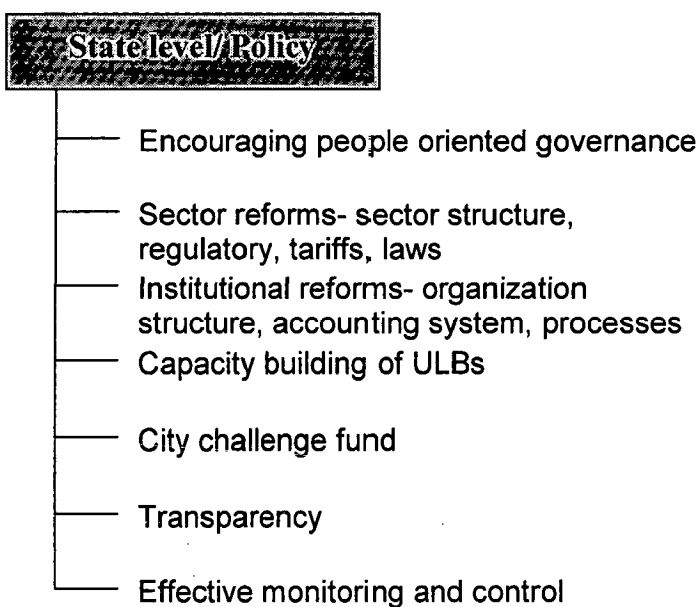 State level/ Policy
Encouraging people oriented governance
Sector reforms- sector structure,
regulatory, tariffs, laws
Institutional reforms- organization
structure, accounting system, processes
Capacity building of ULBs
City challenge fund
Transparency
Effective monitoring and control